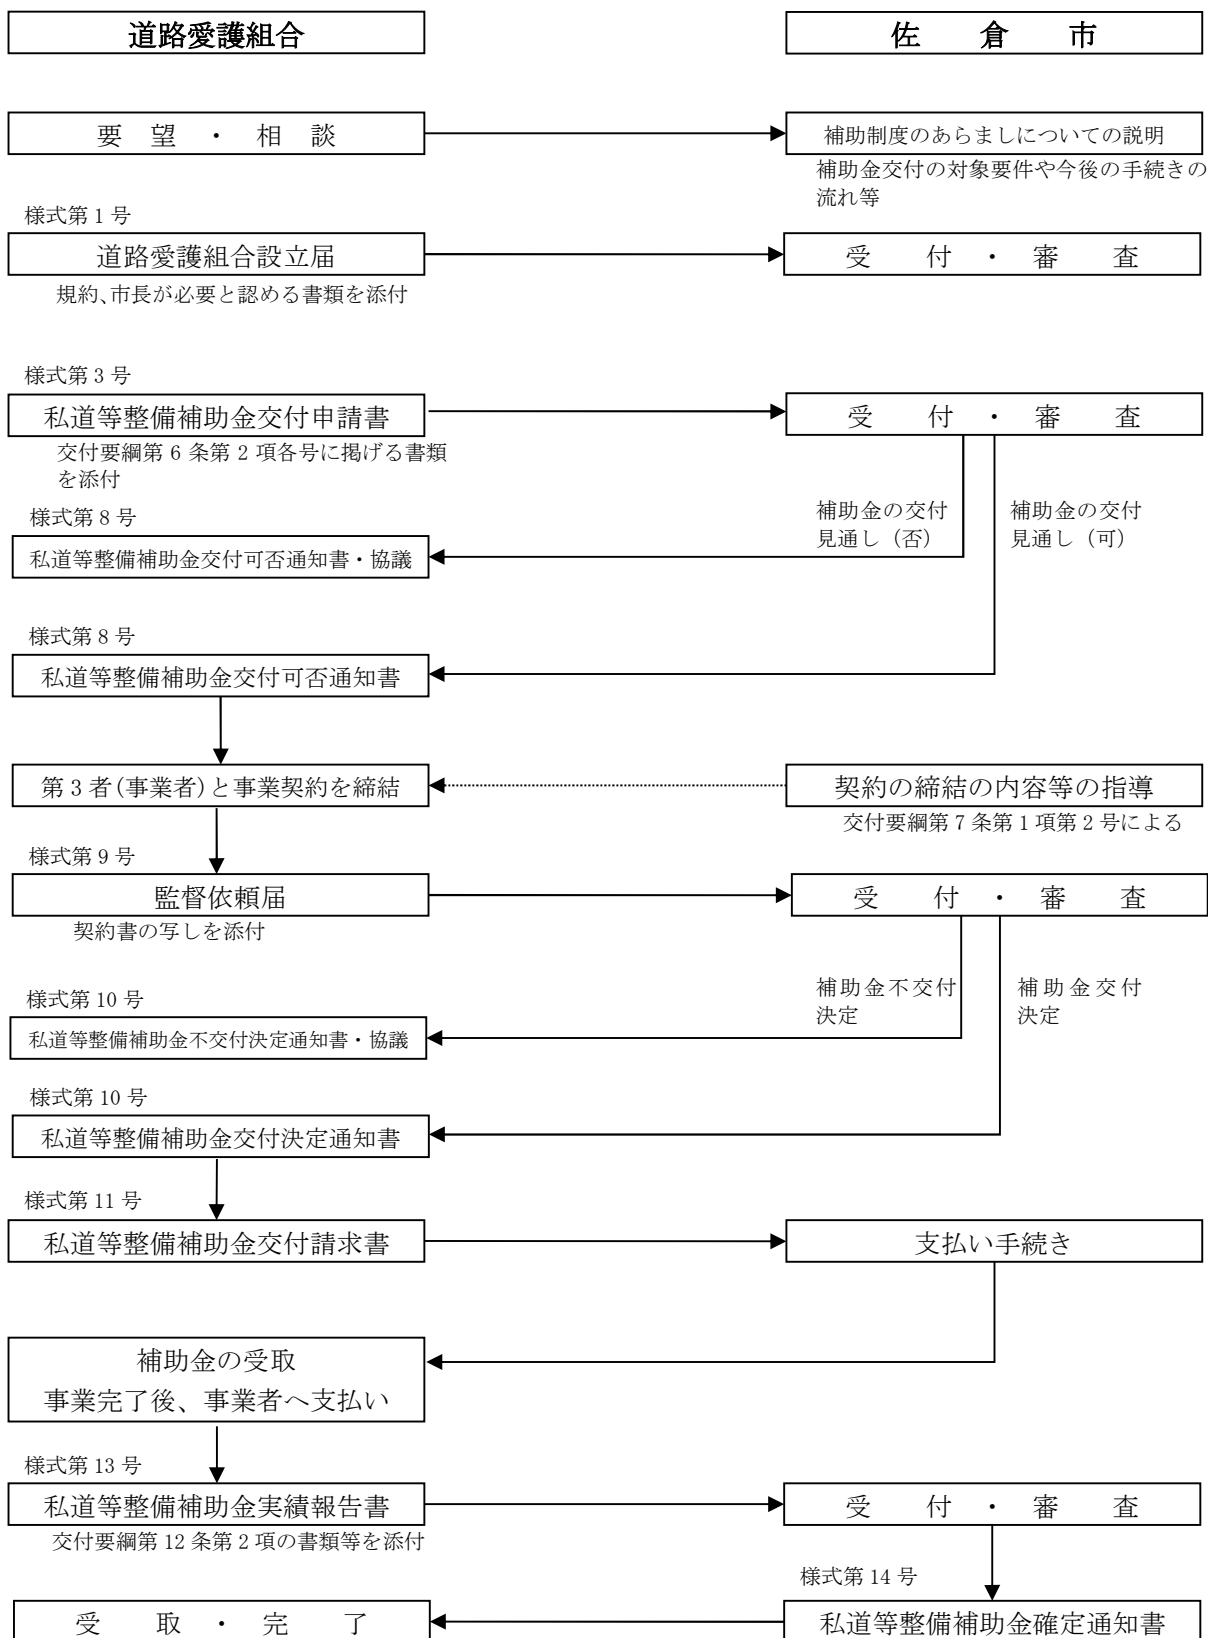 道路愛護組合
佐倉市
要望・相談
補助制度のあらましについての説明
補助金交付の対象要件や今後の手続きの
流れ等
様式第1号
道路愛護組合設立届
受付・審査
規約、市長が必要と認める書類を添付
様式第3号
私道等整備補助金交付申請書
受付・審査
交付要綱第6条第2項各号に掲げる書類
を添付
補助金の交付
見通し（否）
補助金の交付
見通し（可）
様式第8号
私道等整備補助金交付可否通知書・協議
様式第8号
私道等整備補助金交付可否通知書
第3者(事業者)と事業契約を締結
契約の締結の内容等の指導
交付要綱第7条第1項第2号による
様式第9号
監督依頼届
受付・審査
契約書の写しを添付
補助金不交付
決定
補助金交付
決定
様式第10号
私道等整備補助金不交付決定通知書・協議
様式第10号
私道等整備補助金交付決定通知書
様式第11号
私道等整備補助金交付請求書
支払い手続き
補助金の受取
事業完了後、事業者へ支払い
様式第13号
私道等整備補助金実績報告書
受付・審査
交付要綱第12条第2項の書類等を添付
様式第14号
受取・完了
私道等整備補助金確定通知書